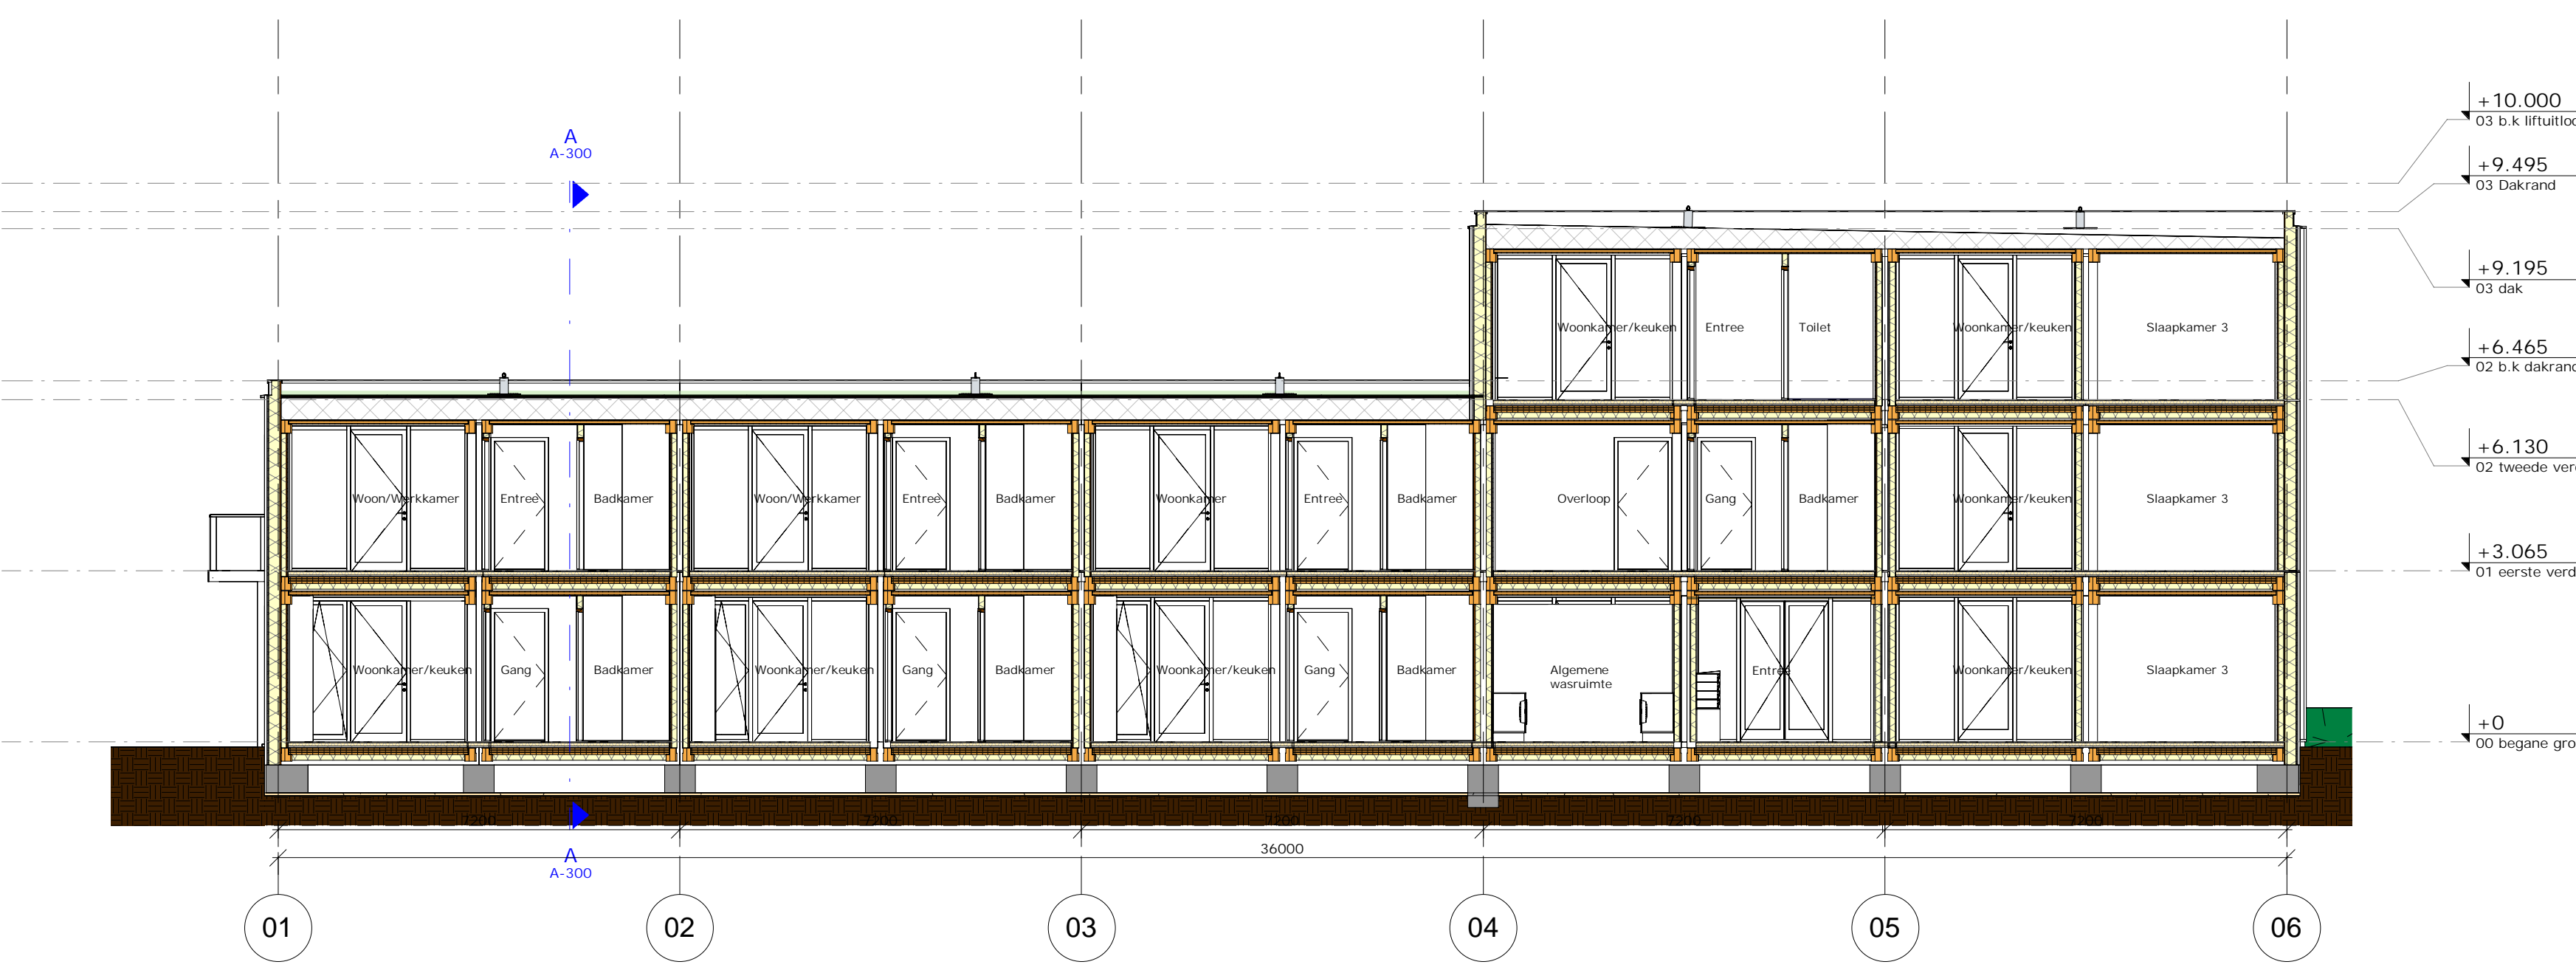 +10.000
03 b.k liftuitloo
A
A-300
+9.495
03 Dakrand
+9.195
03 dak
Woonkamer/keuken
Entree
Toilet
Woonkamer/keuken
Slaapkamer 3
+6.465
02 b.k dakrand
+6.130
02 tweede verd
Woon/Werkkamer
Entree
Badkamer
Woon/Werkkamer
Entree
Badkamer
Woonkamer
Entree
Badkamer
Overloop
Gang
Badkamer
Woonkamer/keuken
Slaapkamer 3
+3.065
01 eerste verd
Woonkamer/keuken
Gang
Badkamer
Woonkamer/keuken
Gang
Badkamer
Woonkamer/keuken
Gang
Badkamer
Algemene
wasruimte
Entree
Woonkamer/keuken
Slaapkamer 3
+0
00 begane gro
7200
7200
7200
7200
7200
36000
A
A-300
01
02
03
04
05
06